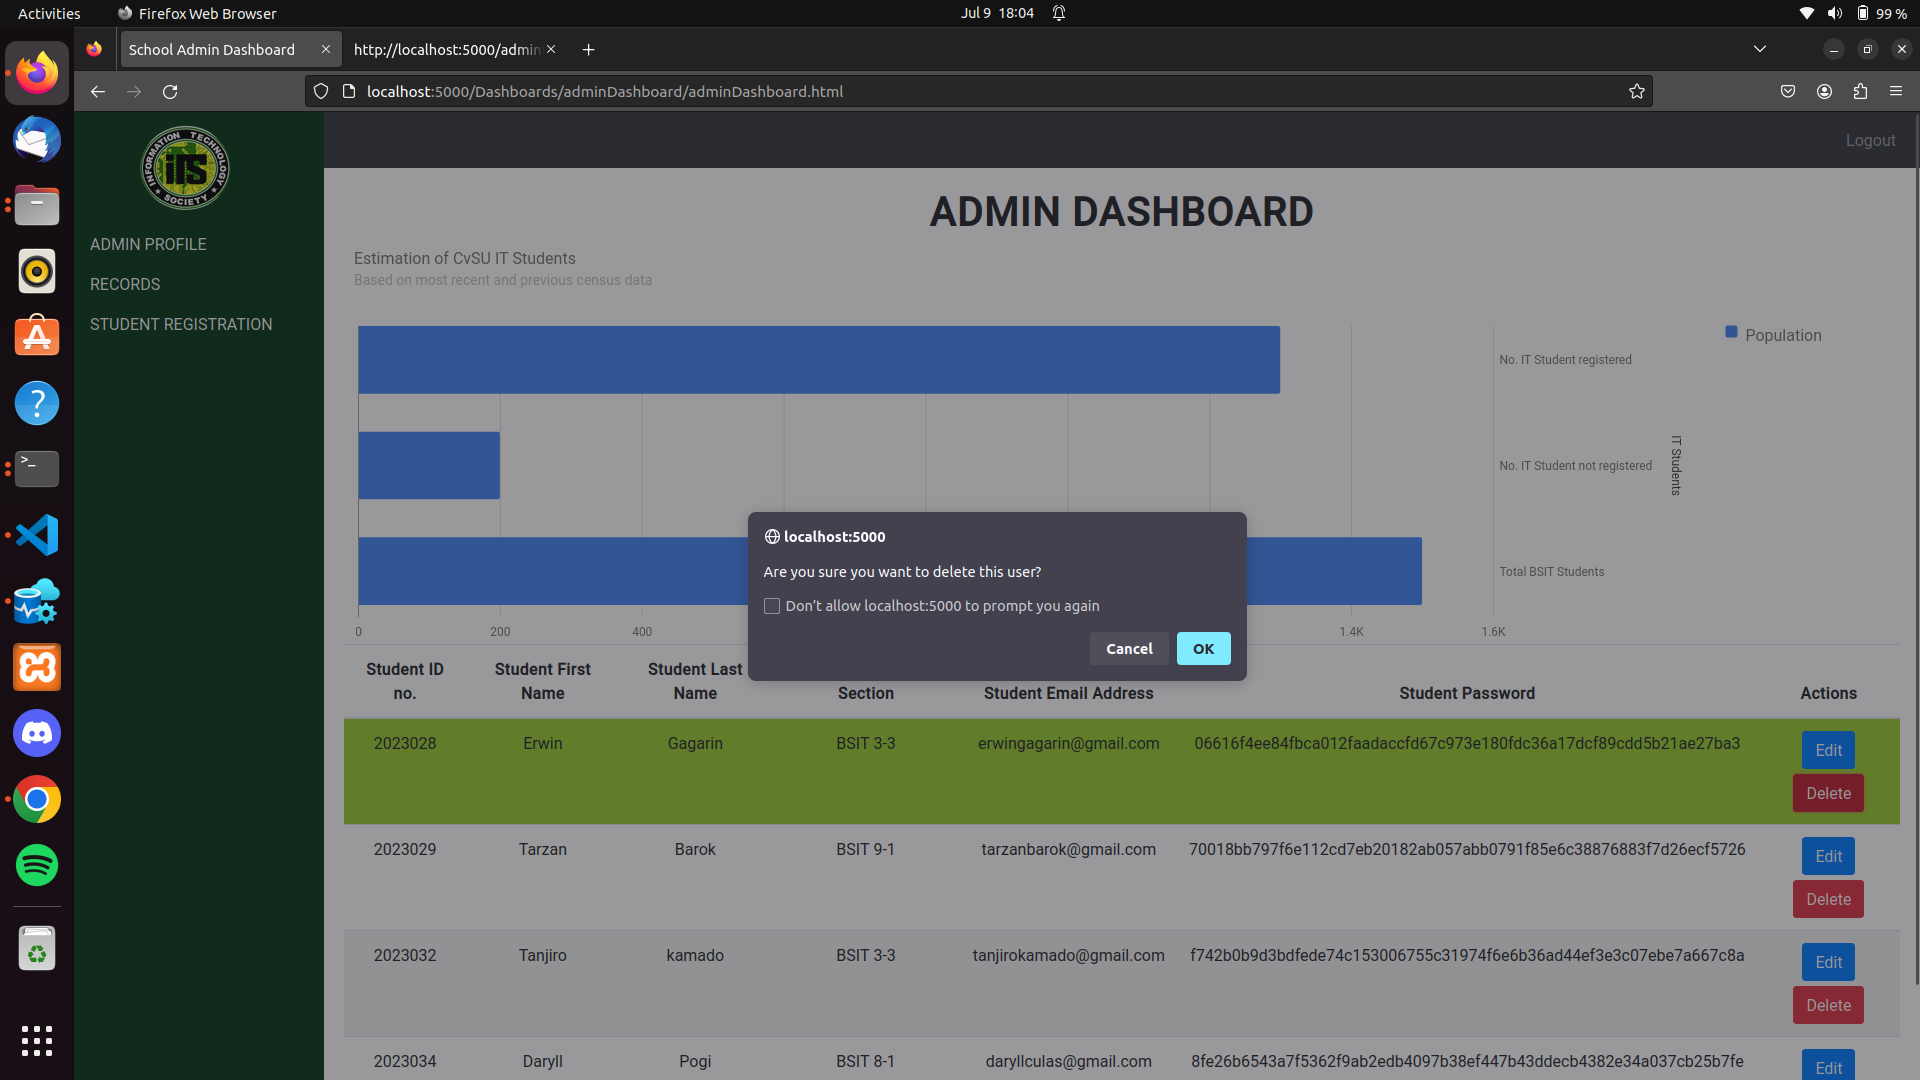 Activities Firefox Web Browser Jul 9 18:04 99 %
School Admin Dashboard http://localhost:5000/admin
localhost:5000/Dashboards/adminDashboard/adminDashboard.html
INFORMATION TECHNOLOGY
iTS
SOCIETY
Logout
ADMIN PROFILE
RECORDS
STUDENT REGISTRATION
ADMIN DASHBOARD
Estimation of CvSU IT Students
Based on most recent and previous census data
Population
No. IT Student registered
No. IT Student not registered
Total BSIT Students
IT Students
0 200 400 1.4K 1.6K
localhost:5000
Are you sure you want to delete this user?
Don't allow localhost:5000 to prompt you again
Cancel OK
Student ID Student First Student Last
no. Name Name Section Student Email Address Student Password Actions
2023028 Erwin Gagarin BSIT 3-3 erwingagarin@gmail.com 06616f4ee84fbca012faadaccfd67c973e180fdc36a17dcf89cdd5b21ae27ba3 Edit
Delete
2023029 Tarzan Barok BSIT 9-1 tarzanbarok@gmail.com 70018bb797f6e112cd7eb20182ab057abb0791f85e6c38876883f7d26ecf5726 Edit
Delete
2023032 Tanjiro kamado BSIT 3-3 tanjirokamado@gmail.com f742b0b9d3bdfede74c153006755c31974f6e6b36ad44ef3e3c07ebe7a667c8a Edit
Delete
2023034 Daryll Pogi BSIT 8-1 daryllculas@gmail.com 8fe26b6543a7f5362f9ab2edb4097b38ef447b43ddecb4382e34a037cb25b7fe Edit